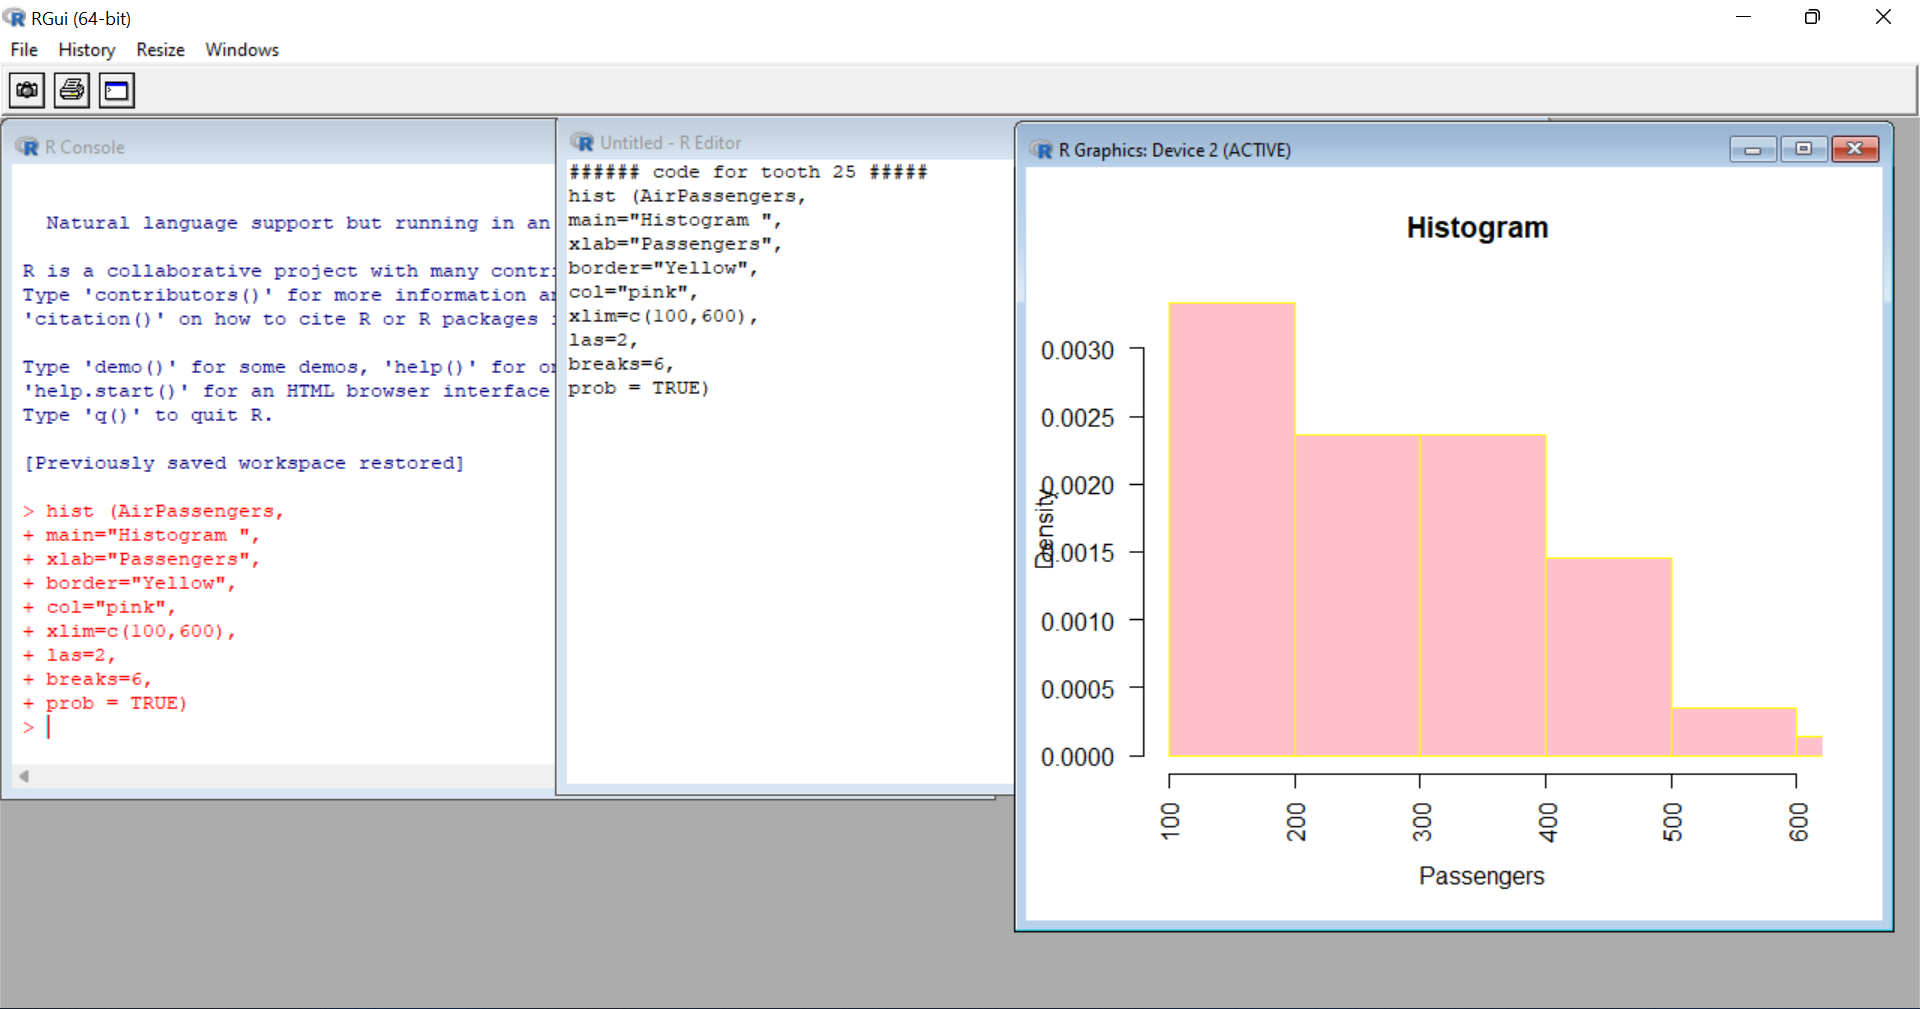 RGui (64-bit)
File History Resize Windows
R Console
Natural language support but running in an
R is a collaborative project with many
Type 'contributors()' for more information
'citation()' on how to cite R or R packages
Type 'demo()' for some demos, 'help()' for
'help.start()' for an HTML browser interface
Type 'q()' to quit R.
[Previously saved workspace restored]
> hist (AirPassengers,
+ main="Histogram ",
+ xlab="Passengers",
+ border="Yellow",
+ col="pink",
+ xlim=c(100,600),
+ las=2,
+ breaks=6,
+ prob = TRUE)
>
Untitled - R Editor
###### code for tooth 25 #####
hist (AirPassengers,
main="Histogram ",
xlab="Passengers",
border="Yellow",
col="pink",
xlim=c(100,600),
las=2,
breaks=6,
prob = TRUE)
R Graphics: Device 2 (ACTIVE)
Histogram
Density
0.0030
0.0025
0.0020
0.0015
0.0010
0.0005
0.0000
100 200 300 400 500 600
Passengers